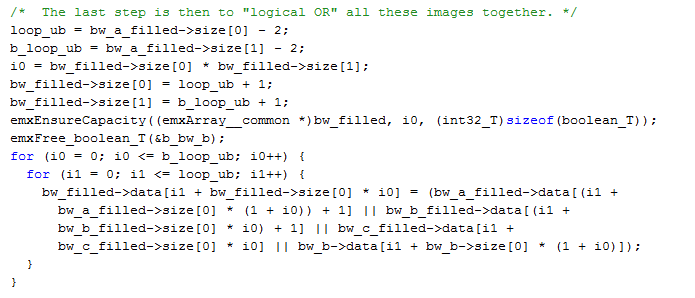 /*  The last step is then to "logical OR" all these images together. */
loop_ub = bw_a_filled->size[0] - 2;
b_loop_ub = bw_a_filled->size[1] - 2;
i0 = bw_filled->size[0] * bw_filled->size[1];
bw_filled->size[0] = loop_ub + 1;
bw_filled->size[1] = b_loop_ub + 1;
emxEnsureCapacity((emxArray__common *)bw_filled, i0, (int32_T)sizeof(boolean_T));
emxFree_boolean_T(&b_bw_b);
for (i0 = 0; i0 <= b_loop_ub; i0++) {
  for (i1 = 0; i1 <= loop_ub; i1++) {
    bw_filled->data[i1 + bw_filled->size[0] * i0] = (bw_a_filled->data[(i1 +
      bw_a_filled->size[0] * (1 + i0)) + 1] || bw_b_filled->data[(i1 +
      bw_b_filled->size[0] * i0) + 1] || bw_c_filled->data[i1 +
      bw_c_filled->size[0] * i0] || bw_b->data[i1 + bw_b->size[0] * (1 + i0)]);
  }
}